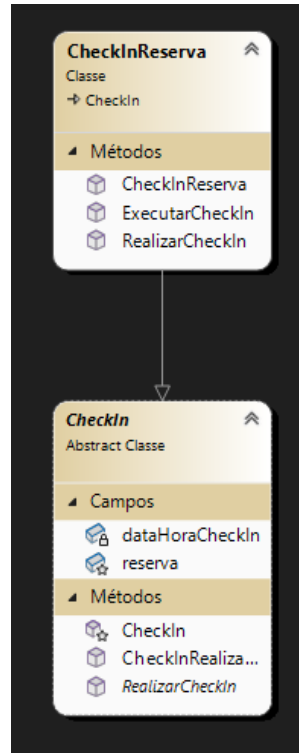 CheckInReserva
Classe
CheckIn
Métodos
CheckInReserva
ExecutarCheckIn
RealizarCheckIn
CheckIn
Abstract Classe
Campos
dataHoraCheckIn
reserva
Métodos
CheckIn
CheckInRealiza...
RealizarCheckIn